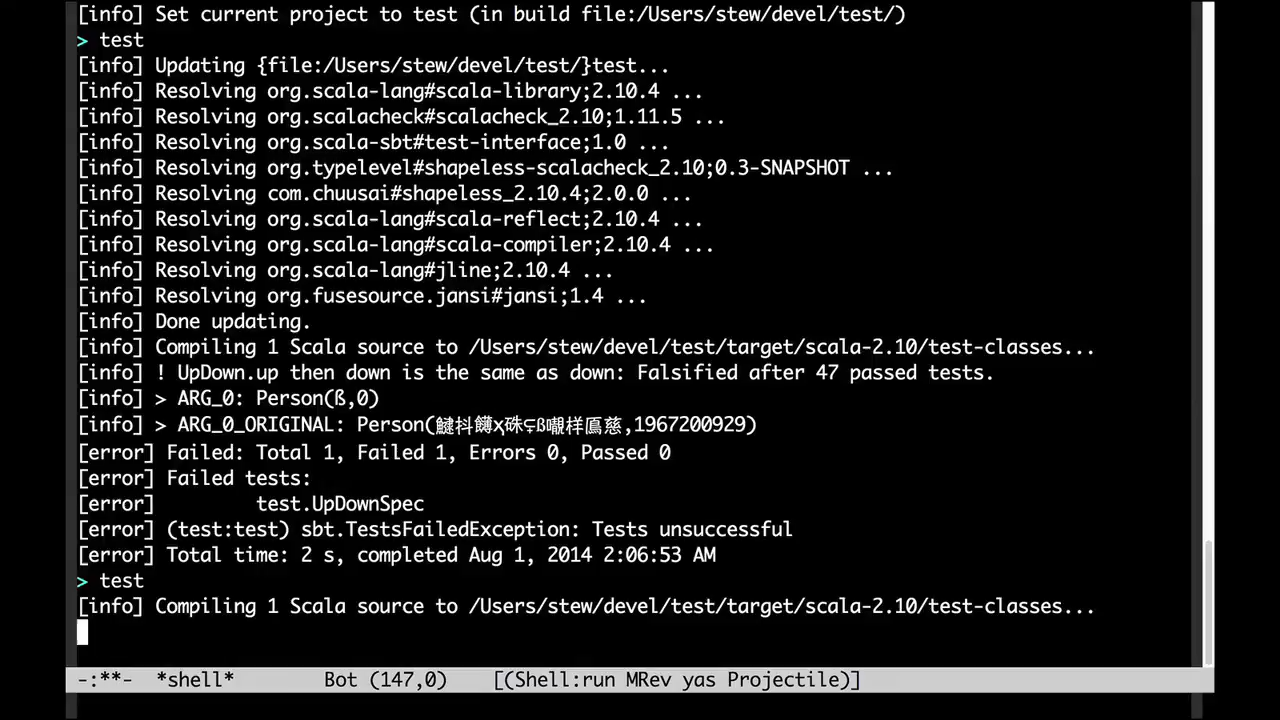 [info] Set current project to test (in build file:/Users/stew/devel/test/)
> test
[info] Updating {file:/Users/stew/devel/test/}test...
[info] Resolving org.scala-lang#scala-library;2.10.4 ...
[info] Resolving org.scalacheck#scalacheck_2.10;1.11.5 ...
[info] Resolving org.scala-sbt#test-interface;1.0 ...
[info] Resolving org.typelevel#shapeless-scalacheck_2.10;0.3-SNAPSHOT ...
[info] Resolving com.chuusai#shapeless_2.10.4;2.0.0 ...
[info] Resolving org.scala-lang#scala-reflect;2.10.4 ...
[info] Resolving org.scala-lang#scala-compiler;2.10.4 ...
[info] Resolving org.scala-lang#jline;2.10.4 ...
[info] Resolving org.fusesource.jansi#jansi;1.4 ...
[info] Done updating.
[info] Compiling 1 Scala source to /Users/stew/devel/test/target/scala-2.10/test-classes...
[info] ! UpDown.up then down is the same as down: Falsified after 47 passed tests.
[info] > ARG_0: Person(ß,0)
[info] > ARG_0_ORIGINAL: Person(,1967200929)
[error] Failed: Total 1, Failed 1, Errors 0, Passed 0
[error] Failed tests:
[error] test.UpDownSpec
[error] (test:test) sbt.TestsFailedException: Tests unsuccessful
[error] Total time: 2 s, completed Aug 1, 2014 2:06:53 AM
> test
[info] Compiling 1 Scala source to /Users/stew/devel/test/target/scala-2.10/test-classes...
-:**- *shell* Bot (147,0) [(Shell:run MRev yas Projectile)]